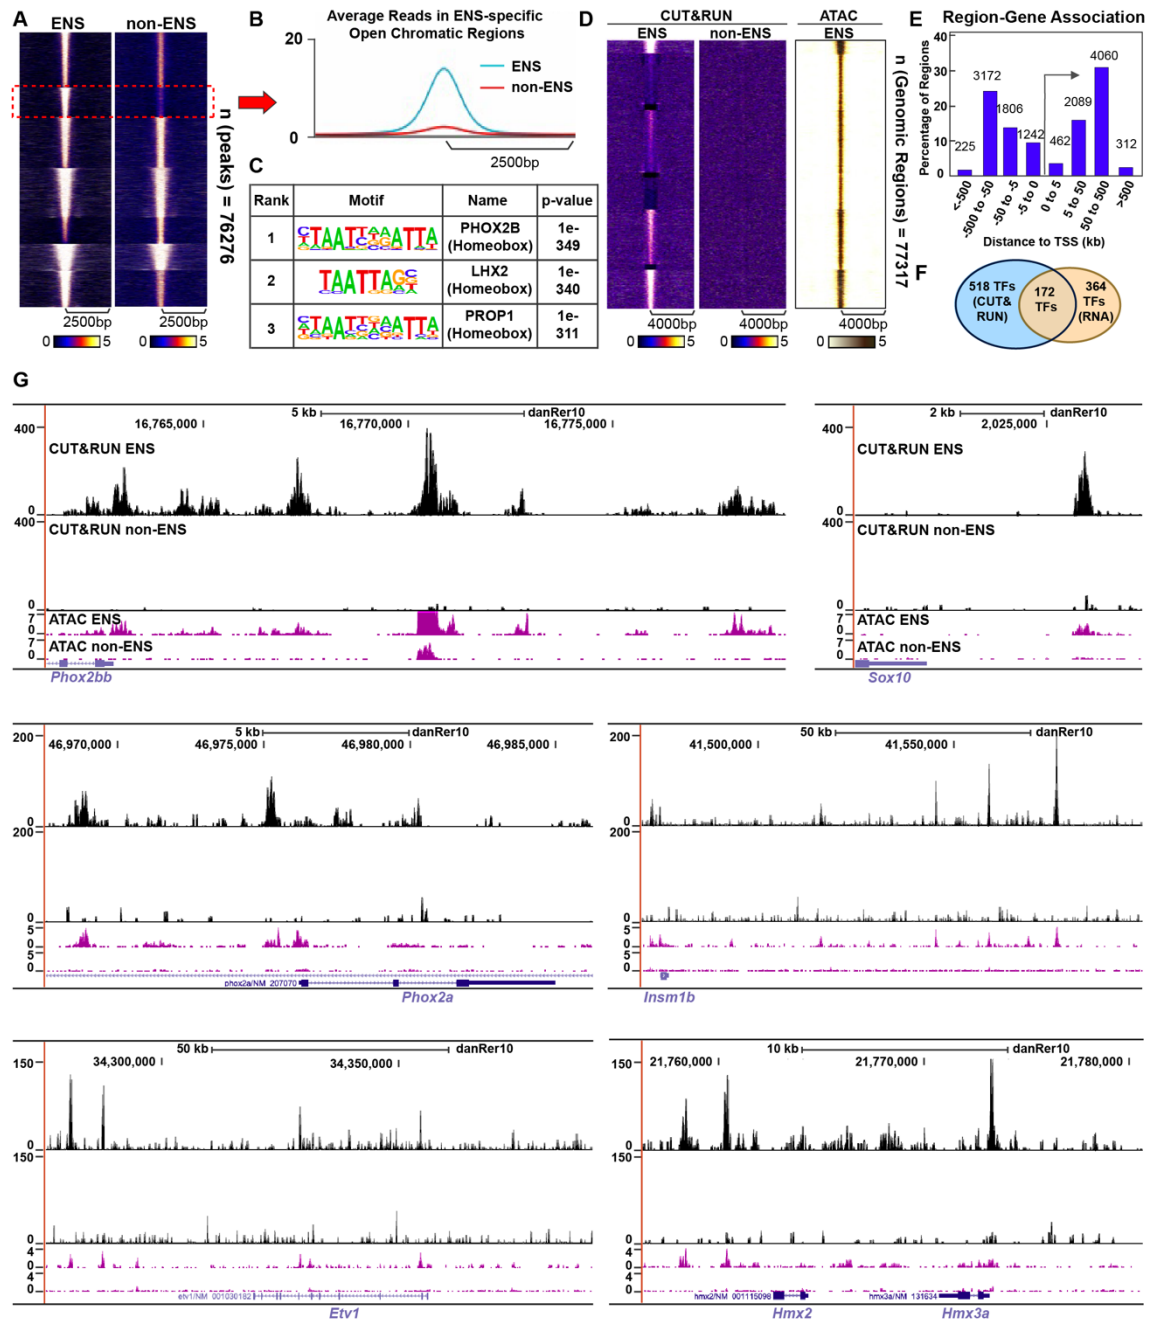 A
ENS
non-ENS
n (peaks) = 76276
2500bp
2500bp
0
5
0
5
B
Average Reads in ENS-specific
Open Chromatic Regions
20
0
ENS
non-ENS
2500bp
C
Rank
Motif
Name
p-value
1
PHOX2B
(Homeobox)
1e-
349
2
TAATTAG
LHX2
(Homeobox)
1e-
340
3
PROP1
(Homeobox)
1e-
311
D
CUT&RUN
ATAC
ENS
non-ENS
ENS
n (Genomic Regions) = 77317
4000bp
4000bp
4000bp
0
5
0
5
0
5
E
Region-Gene Association
Percentage of Regions
40
30
20
10
0
225
3172
1806
1242
462
2089
4060
312
<-500
-500 to -50
-50 to -5
-5 to 0
0 to 5
5 to 50
50 to 500
>500
Distance to TSS (kb)
F
518 TFs
(CUT&
RUN)
172
TFs
364
TFs
(RNA)
G
5 kb
danRer10
16,765,000
16,770,000
16,775,000
400
CUT&RUN ENS
0
400
CUT&RUN non-ENS
0
7
ATAC ENS
0
7
ATAC non-ENS
0
Phox2bb
2 kb
danRer10
2,025,000
400
CUT&RUN ENS
0
400
CUT&RUN non-ENS
0
7
ATAC ENS
0
7
ATAC non-ENS
0
Sox10
5 kb
danRer10
200
46,970,000
46,975,000
46,980,000
46,985,000
0
200
0
5
0
5
0
phox2a/NM_207070
Phox2a
50 kb
danRer10
200
41,500,000
41,550,000
0
200
0
5
0
5
0
Insm1b
50 kb
danRer10
150
34,300,000
34,350,000
0
150
0
4
0
4
0
etv1/NM_001030182
Etv1
10 kb
danRer10
150
21,760,000
21,770,000
21,780,000
0
150
0
4
0
4
0
hmx2/NM_001115098
hmx3a/NM_131634
Hmx2
Hmx3a